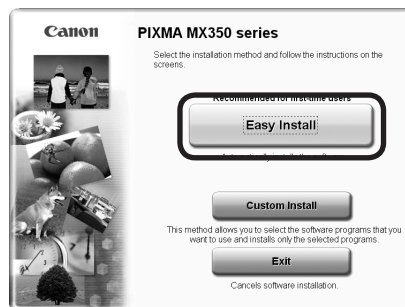 Canon
PIXMA MX350 series
Select the installation method and follow the instructions on the
screens.
Recommended for first-time users
Easy Install
Custom Install
This method allows you to select the software programs that you
want to use and installs only the selected programs.
Exit
Cancels software installation.